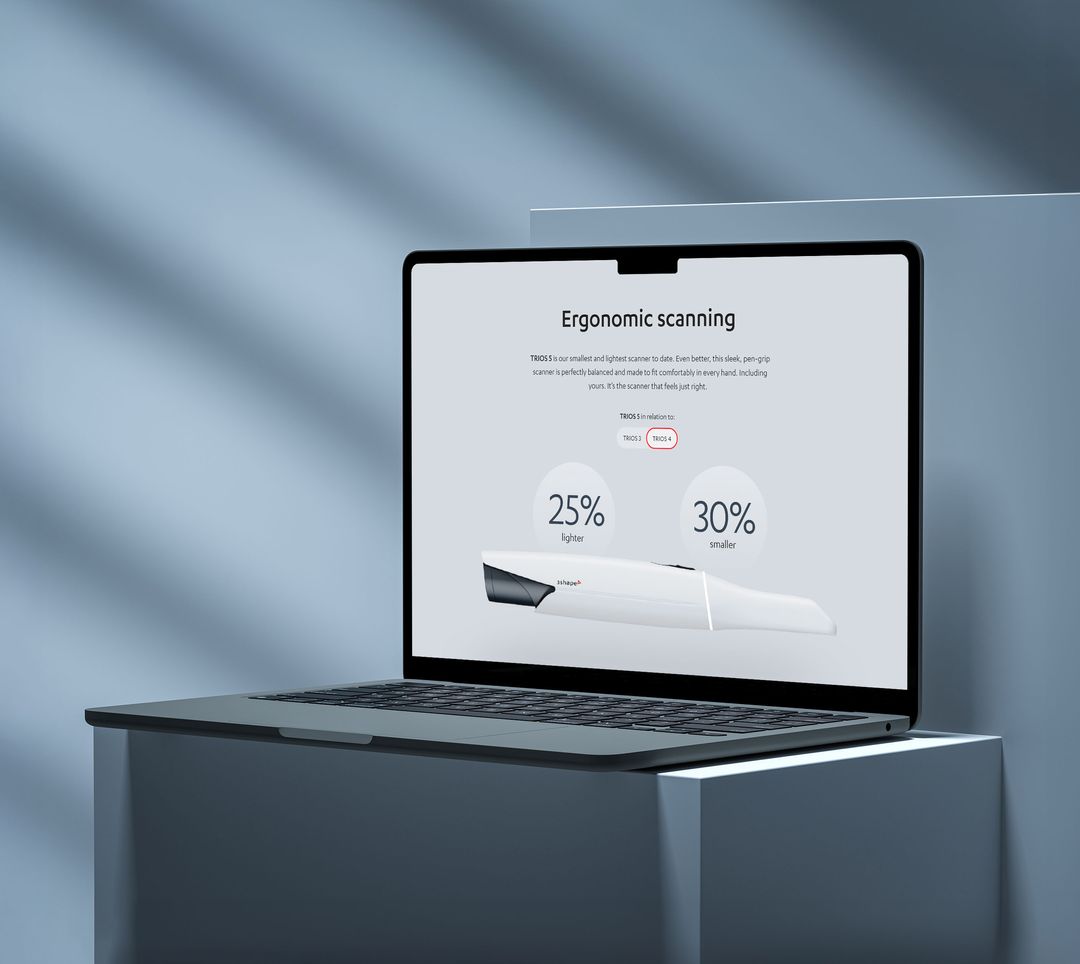 Ergonomic scanning
TRIOS 5 is our smallest and lightest scanner to date. Even better, this sleek, pen-grip
scanner is perfectly balanced and made to fit comfortably in every hand. Including
yours. It's the scanner that feels just right.
TRIOS 5 in relation to:
TRIOS 3 TRIOS 4
25% 30%
lighter smaller
3shape